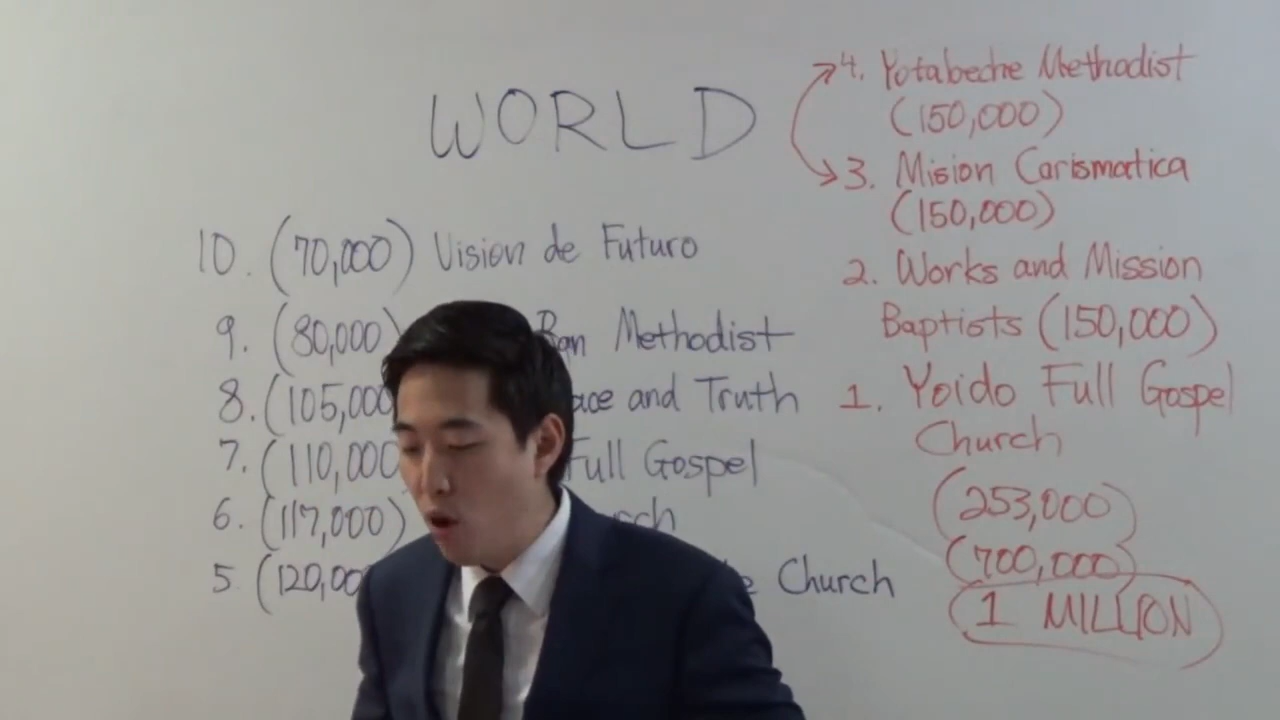 WORLD
10. (70,000) Vision de Futuro
9. (80,000) Ban Methodist
8. (105,000 and Truth
7. (110,000 Full Gospel
6. (117,000)
5 (120,00 Church
4. Yotabeche Methodist
(150,000)
3. Mision Carismatica
(150,000)
2. Works and Mission
Baptists (150,000)
1. Yoido Full Gospel
Church
(253,000)
(700,000)
1 MILLION